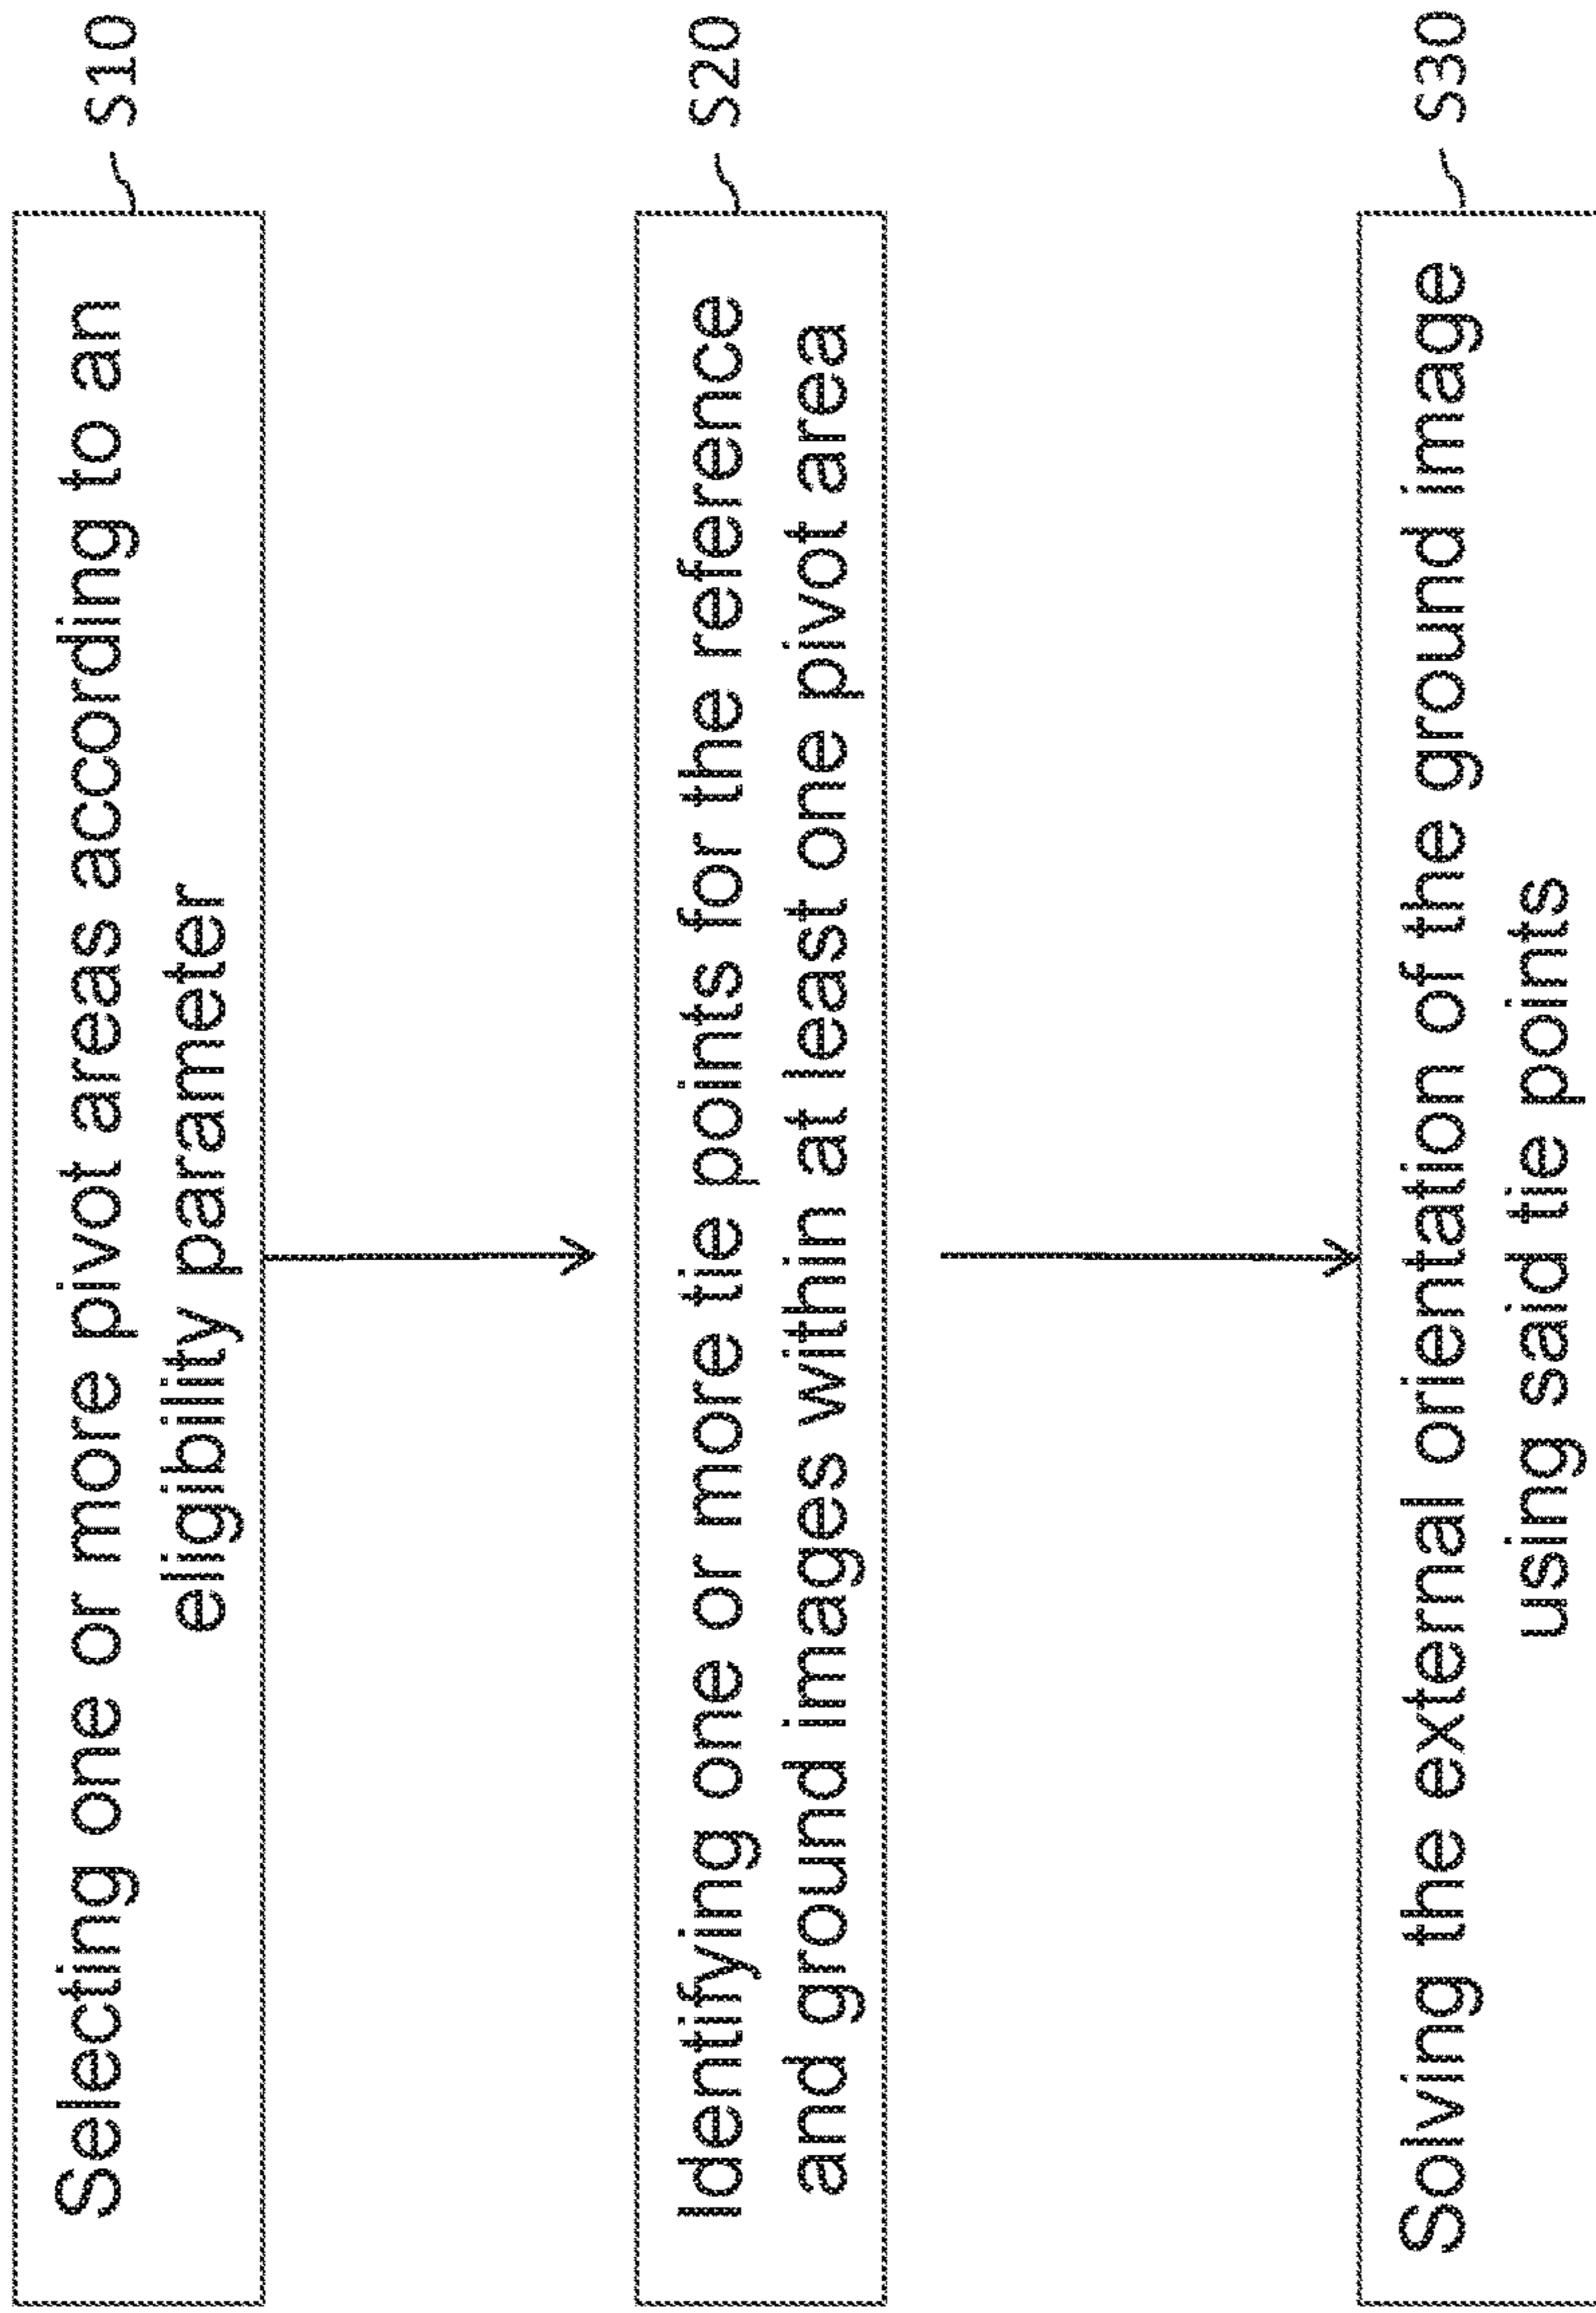 Selecting one or more pivot areas according to an
eligibility parameter
S10
Identifying one or more tie points for the reference
and ground images within at least one pivot area
S20
Solving the external orientation of the ground image
using said tie points
S30